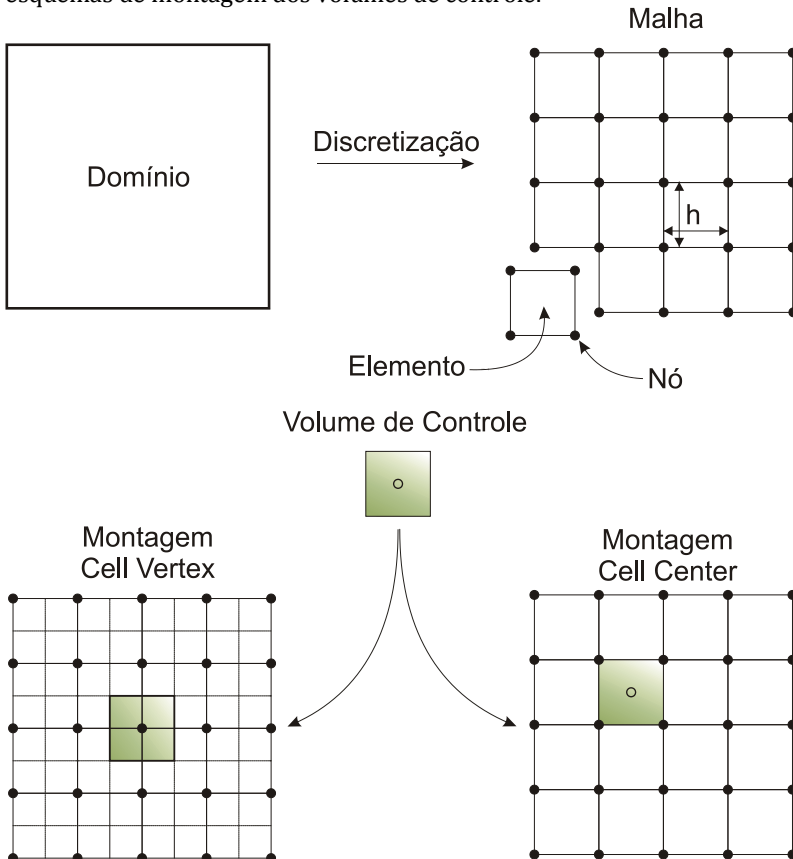 esquemas de montagem dos volumes de controle.
Malha
Discretização
Domínio
h
Elemento
Nó
Volume de Controle
Montagem
Cell Vertex
Montagem
Cell Center